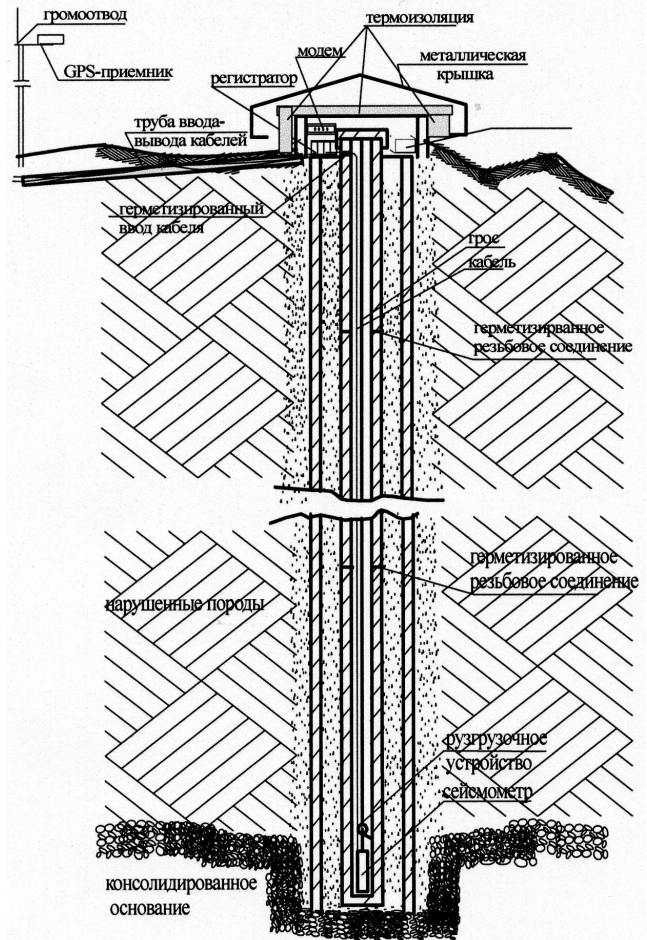 громоотвод
термоизоляция
модем
металлическая
крышка
GPS-приемник
регистратор
труба ввода-
вывода кабелей
герметизированный
ввод кабеля
трос
кабель
герметизирванное
резьбовое соединение
герметизированное
резьбовое соединение
нарушенные породы
рузгрузочное
устройство
сейсмометр
консолидированное
основание